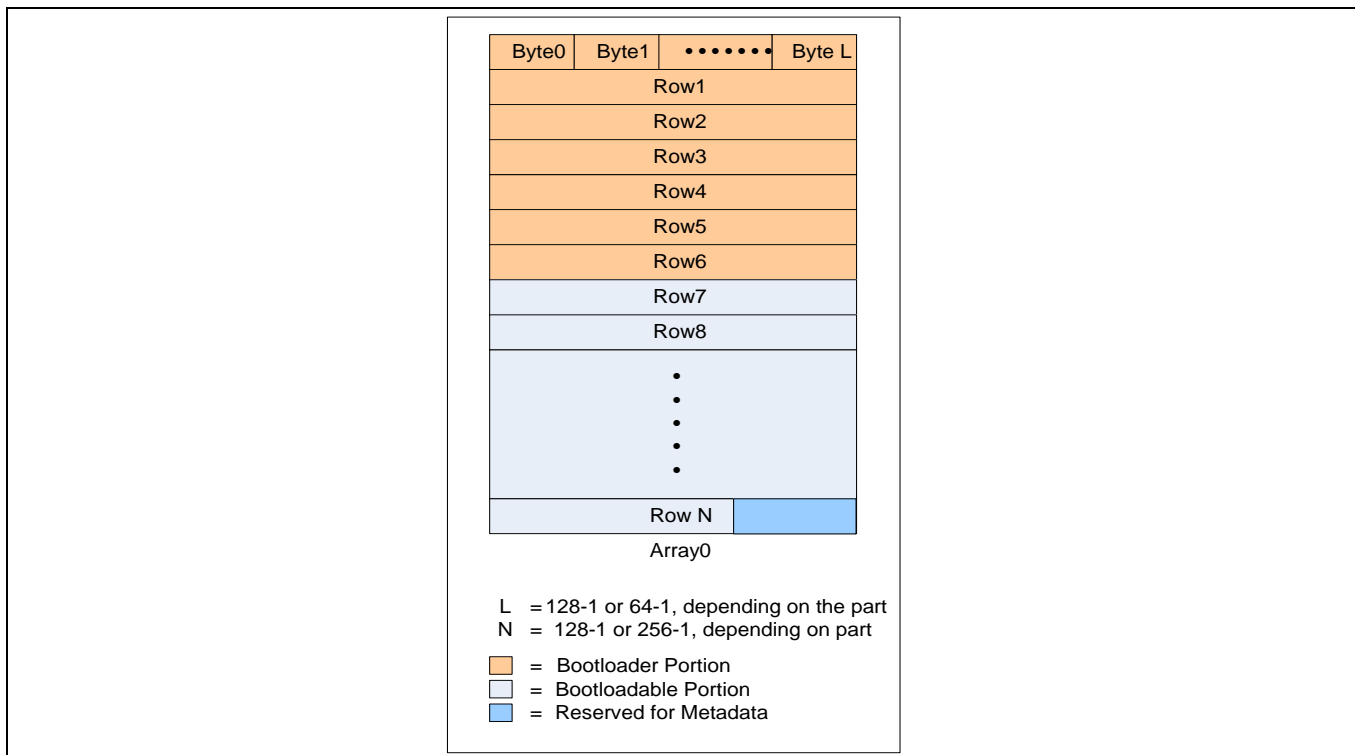 Byte0 Byte1 ••••••• Byte L
Row1
Row2
Row3
Row4
Row5
Row6
Row7
Row8
Row N
Array0
L = 128-1 or 64-1, depending on the part
N = 128-1 or 256-1, depending on part
= Bootloader Portion
= Bootloadable Portion
= Reserved for Metadata